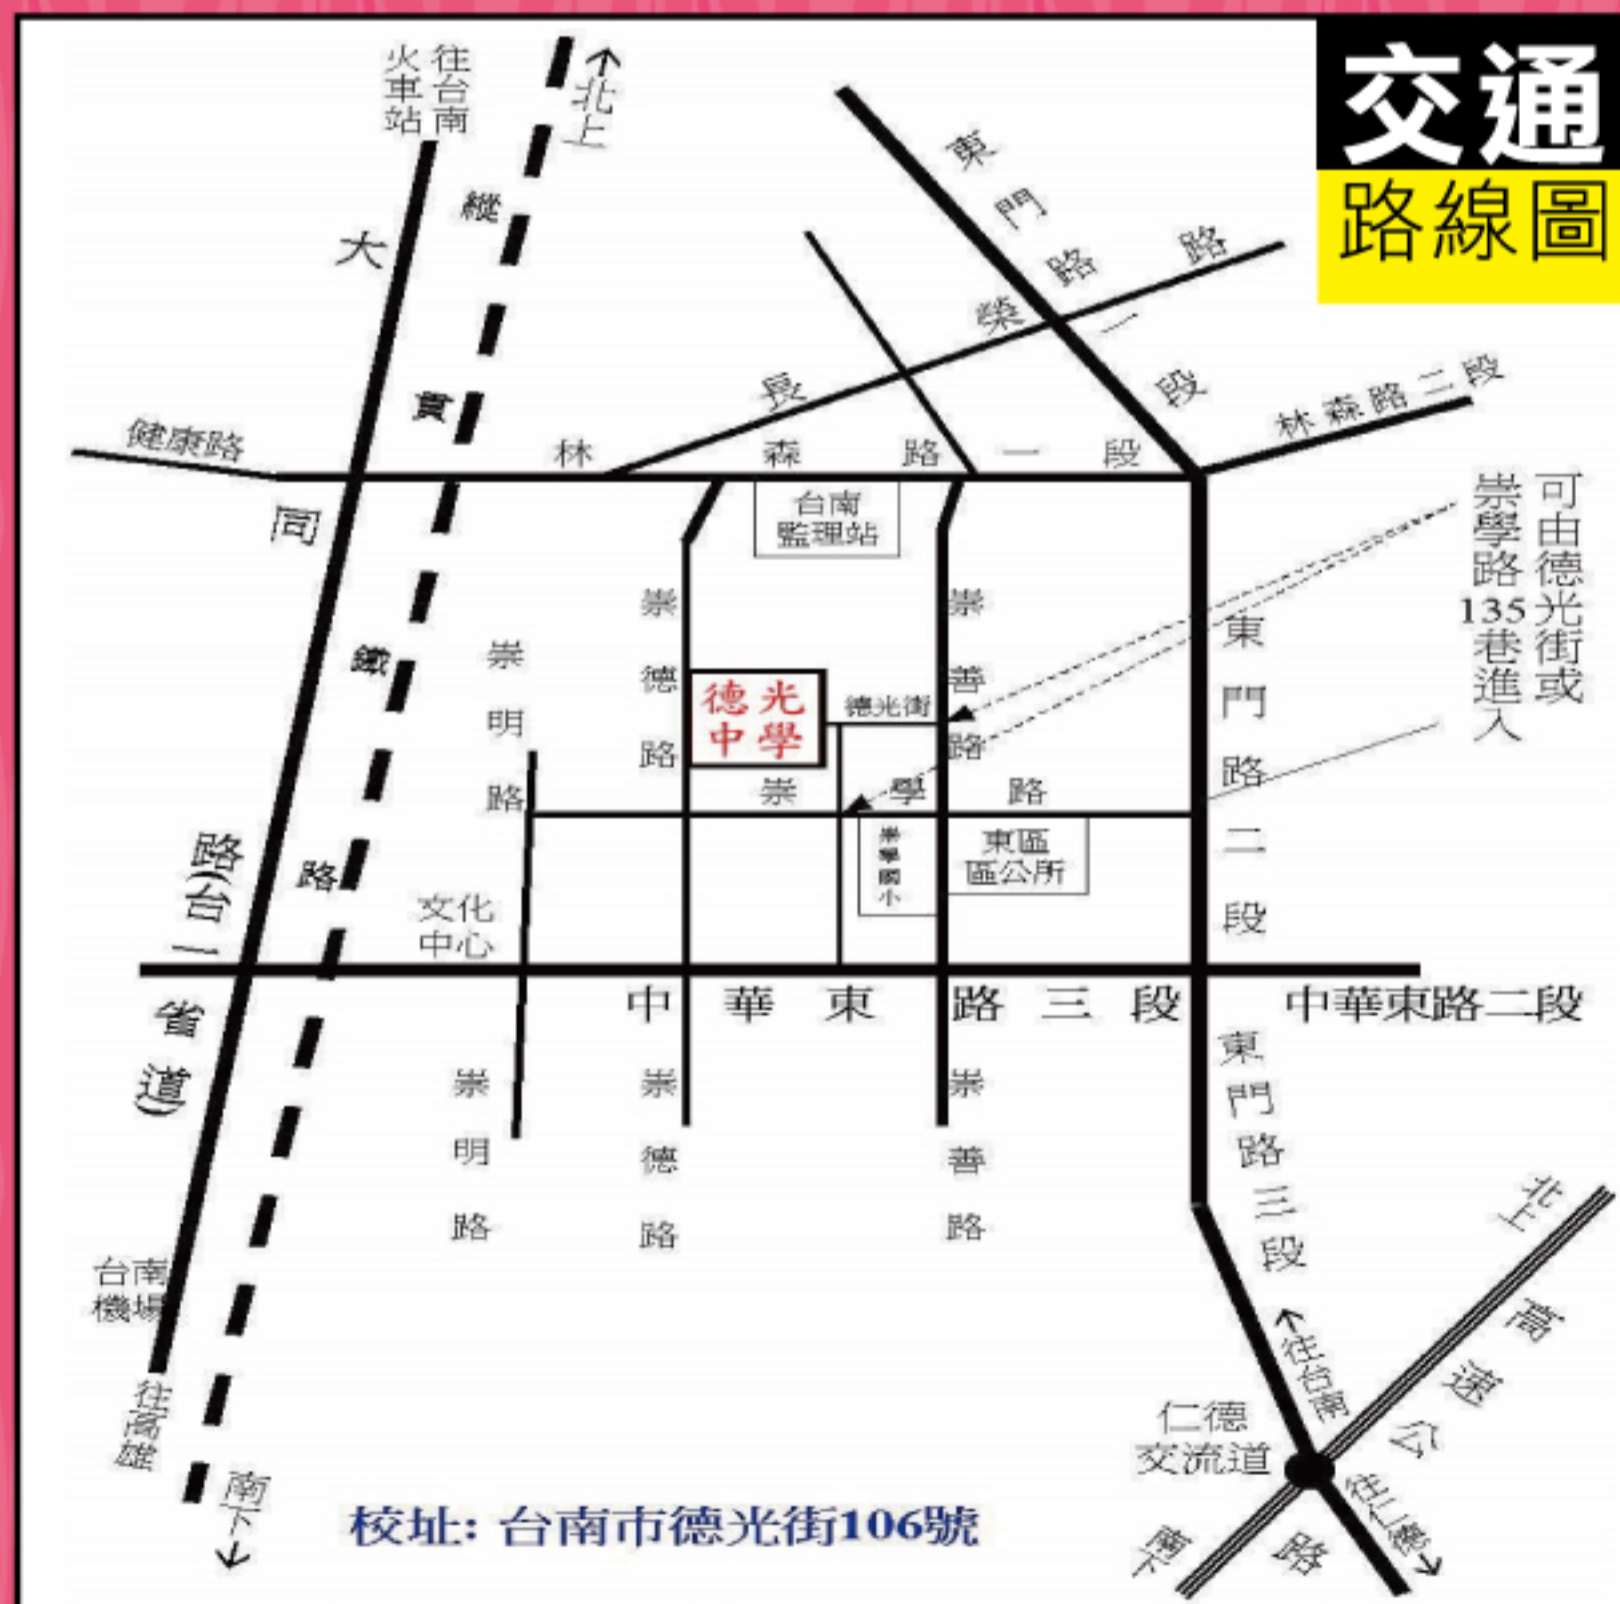 交通
路線圖
往台南
火車站
北上
縱貫鐵路
大同路(台一省道)
東門路一段
長榮路
健康路
林森路一段
林森路二段
台南
監理站
可由德光街或
崇學路135巷進入
崇明路
崇德路
崇善路
東門路二段
德光
中學
德光街
崇學路
東區
區公所
文化
中心
中華東路三段
中華東路二段
崇明路
崇德路
崇善路
東門路三段
北上
高速公路
台南
機場
往高雄
南下
往台南
仁德
交流道
往仁德
南下
校址: 台南市德光街106號